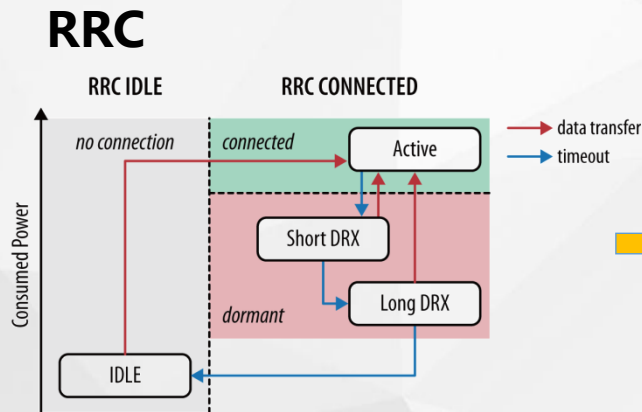 RRC
RRC IDLE
RRC CONNECTED
no connection
connected
Active
data transfer
timeout
Short DRX
Long DRX
dormant
IDLE
Consumed Power